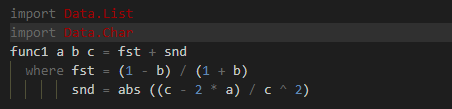 import Data.List
import Data.Char
func1 a b c = fst + snd
where fst = (1 - b) / (1 + b)
snd = abs ((c - 2 * a) / c ^ 2)